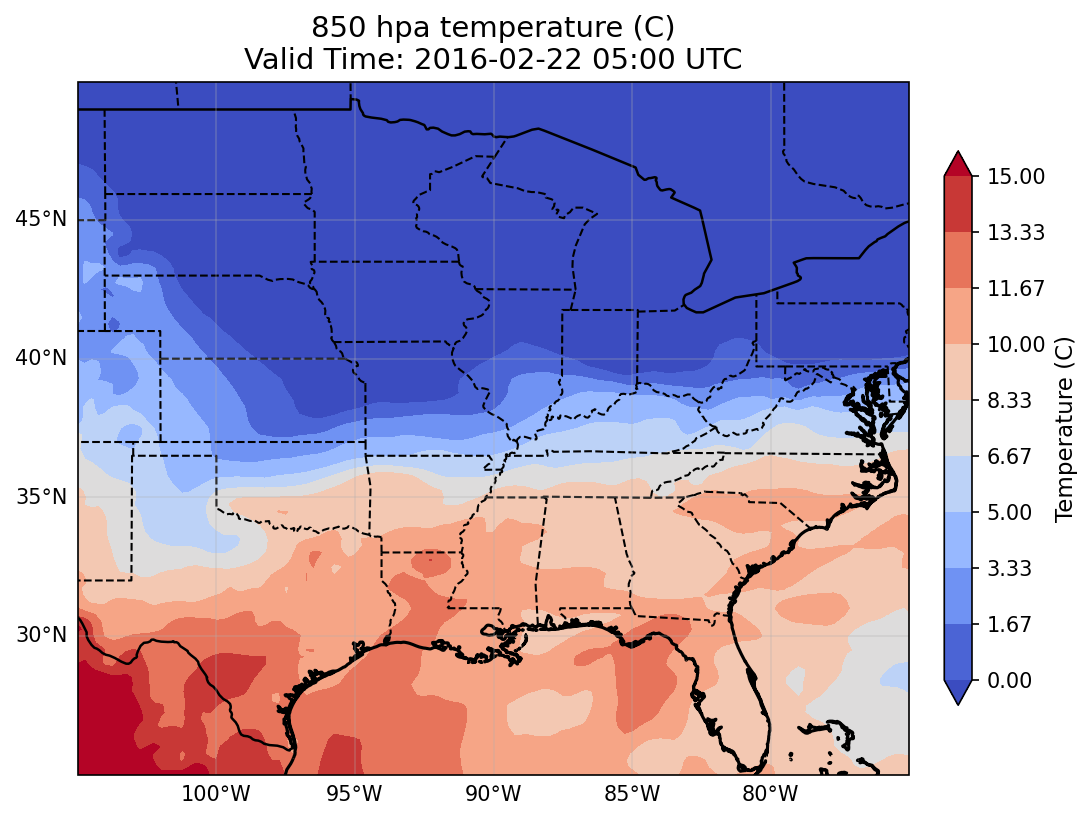 850 hpa temperature (C)
Valid Time: 2016-02-22 05:00 UTC
45°N
40°N
35°N
30°N
100°W
95°W
90°W
85°W
80°W
15.00
13.33
11.67
10.00
8.33
6.67
5.00
3.33
1.67
0.00
Temperature (C)